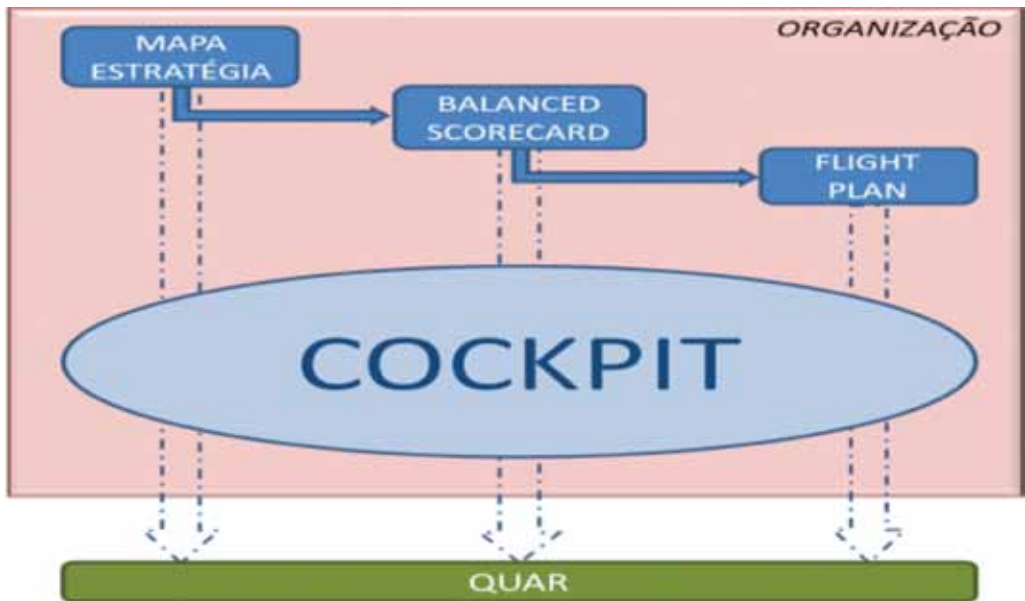 ORGANIZAÇÃO
MAPA
ESTRATÉGIA
BALANCED
SCORECARD
FLIGHT
PLAN
COCKPIT
QUAR